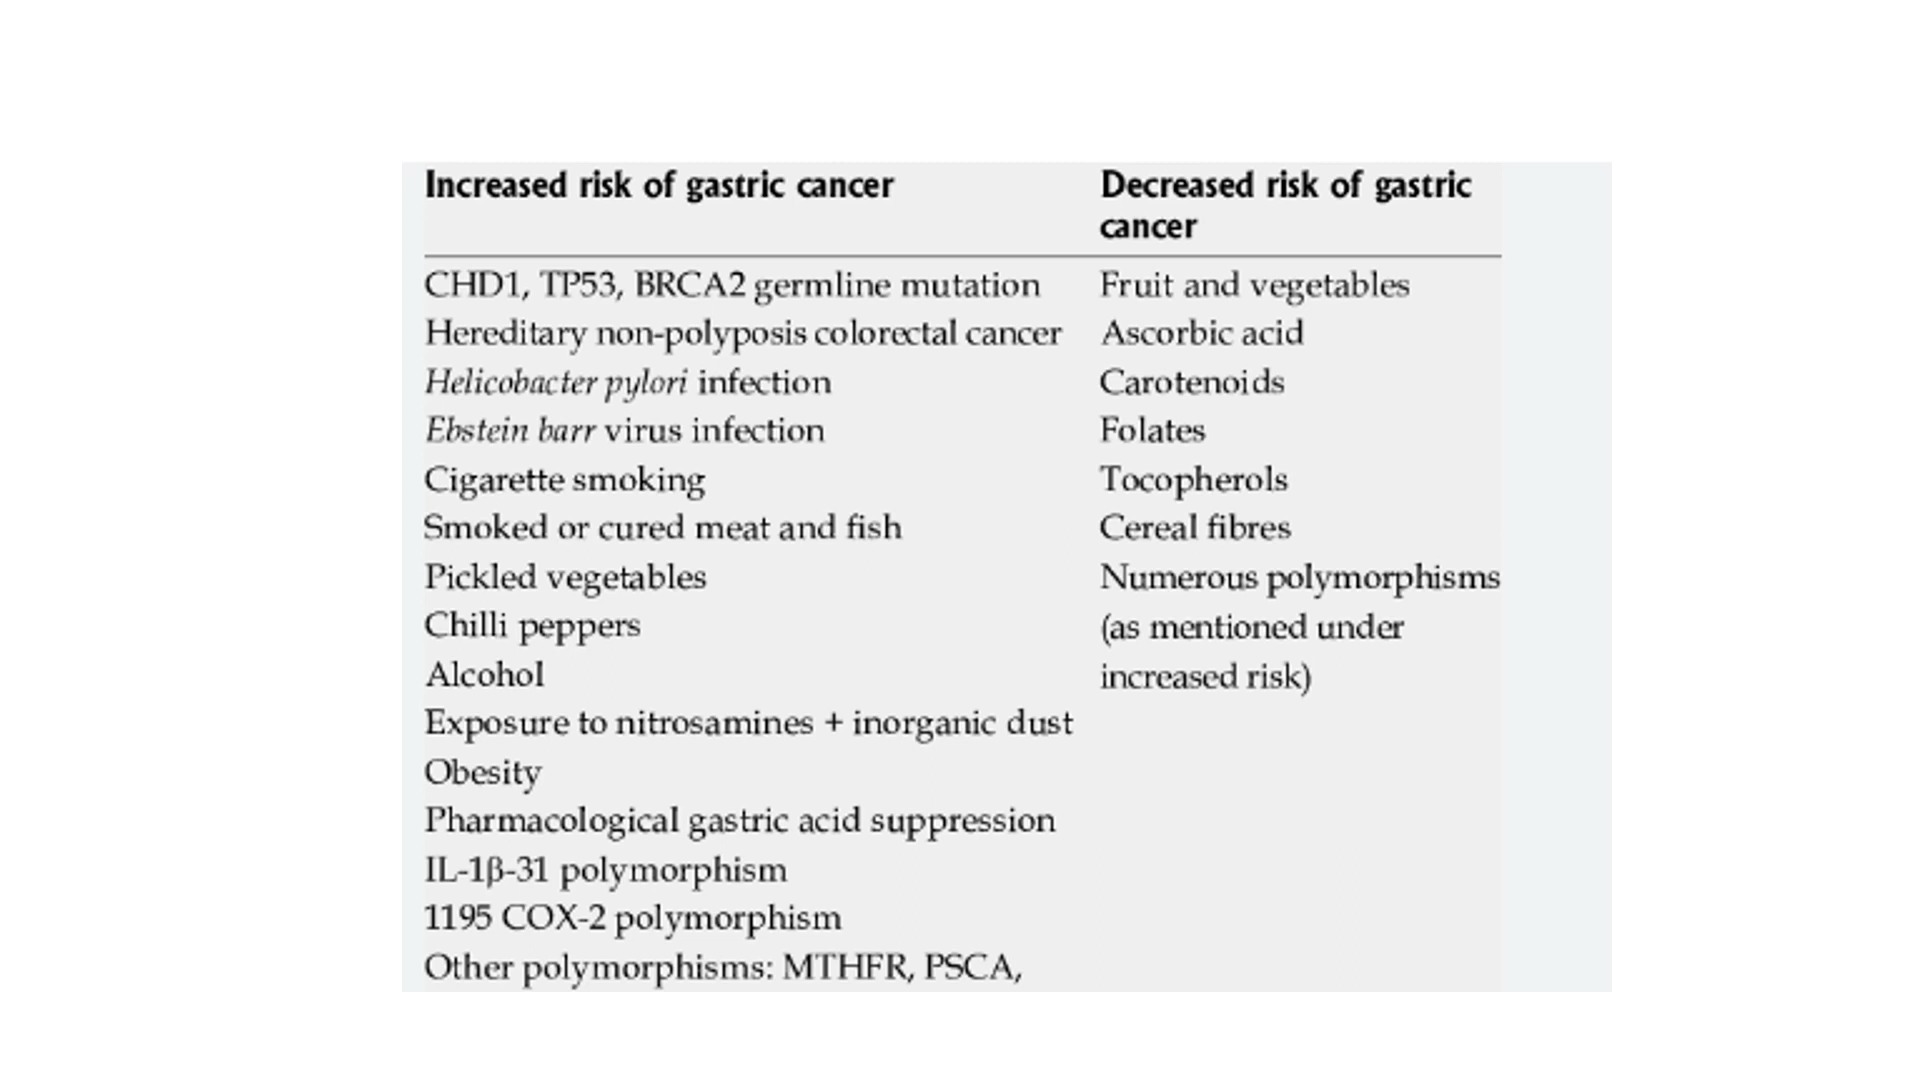 Increased risk of gastric cancer
CHD1, TP53, BRCA2 germline mutation
Hereditary non-polyposis colorectal cancer
Helicobacter pylori infection
Ebstein barr virus infection
Cigarette smoking
Smoked or cured meat and fish
Pickled vegetables
Chilli peppers
Alcohol
Exposure to nitrosamines + inorganic dust
Obesity
Pharmacological gastric acid suppression
IL-1β-31 polymorphism
1195 COX-2 polymorphism
Other polymorphisms: MTHFR, PSCA,
Decreased risk of gastric
cancer
Fruit and vegetables
Ascorbic acid
Carotenoids
Folates
Tocopherols
Cereal fibres
Numerous polymorphisms
(as mentioned under
increased risk)